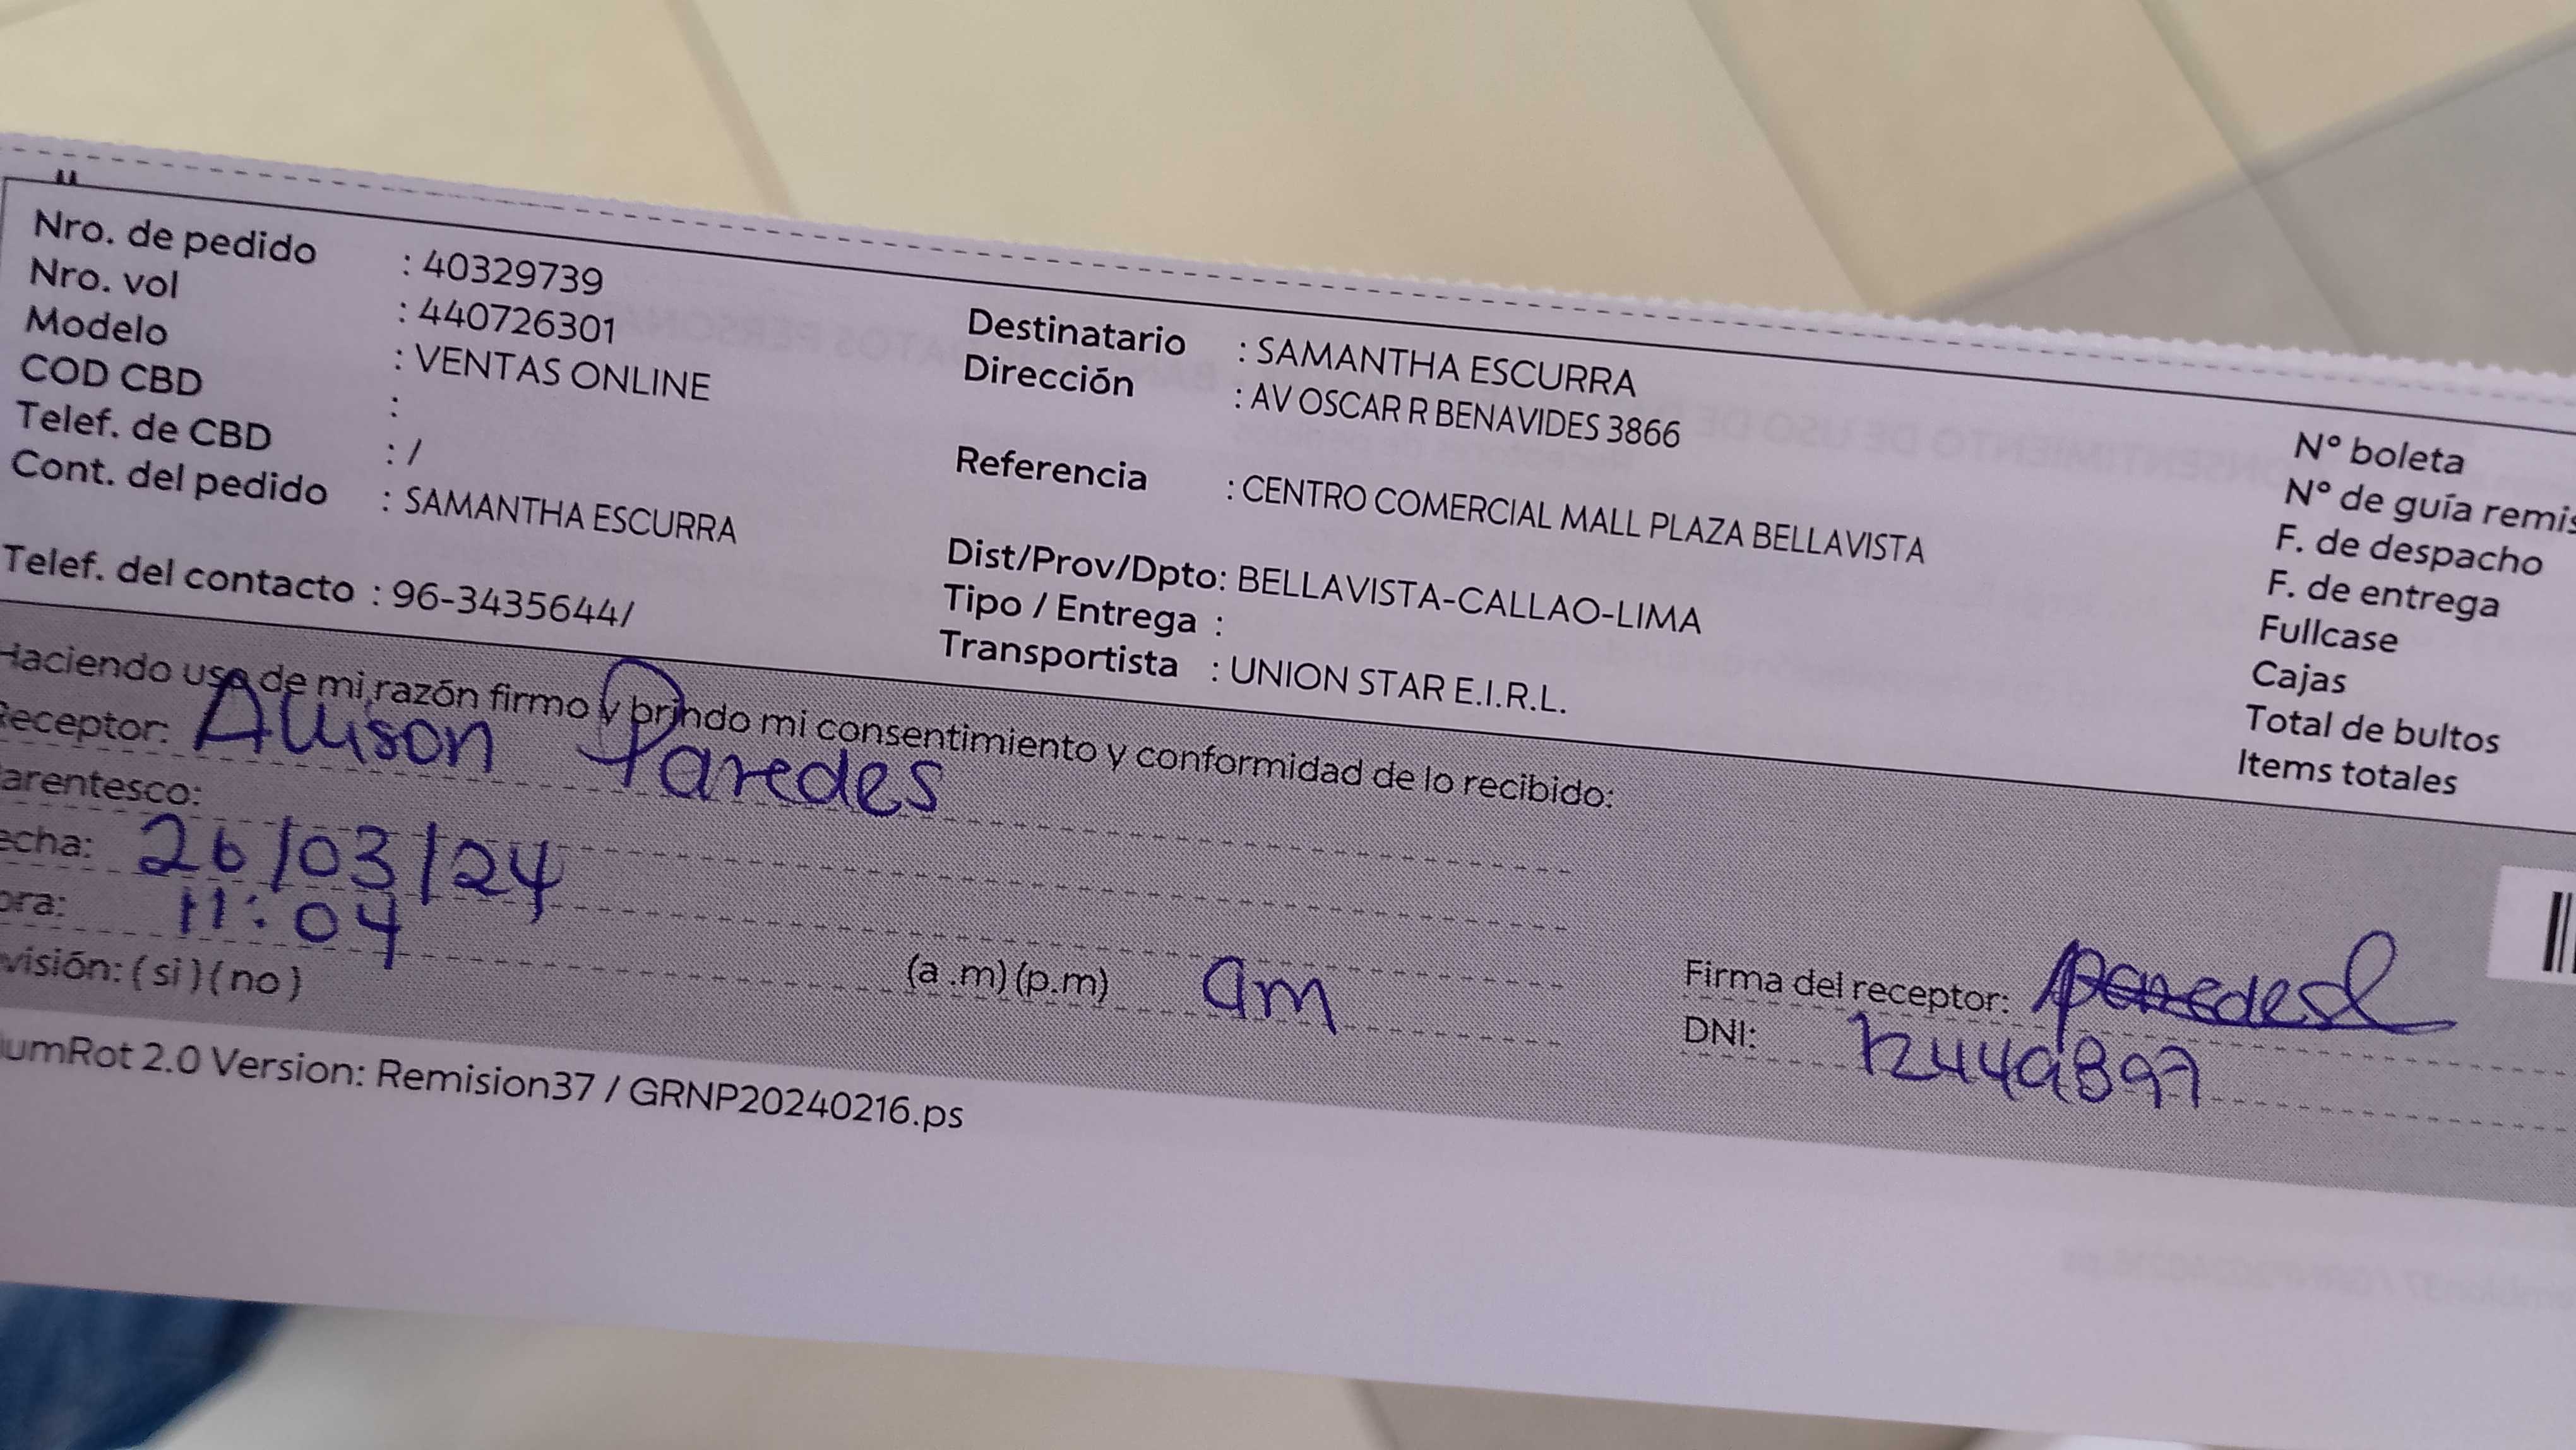 Nro. de pedido : 40329739
Nro. vol : 440726301
Modelo : VENTAS ONLINE
COD CBD :
Telef. de CBD : /
Cont. del pedido : SAMANTHA ESCURRA
Telef. del contacto : 96-3435644/
Destinatario : SAMANTHA ESCURRA
Dirección : AV OSCAR R BENAVIDES 3866
Referencia : CENTRO COMERCIAL MALL PLAZA BELLAVISTA
Dist/Prov/Dpto: BELLAVISTA-CALLAO-LIMA
Tipo / Entrega :
Transportista : UNION STAR E.I.R.L.
N° boleta
N° de guía remis
F. de despacho
F. de entrega
Fullcase
Cajas
Total de bultos
Items totales
Haciendo uso de mi razón firmo y brindo mi consentimiento y conformidad de lo recibido:
Receptor: Allison Paredes
arentesco:
echa: 26/03/24
ora: 11:04 (a .m) (p.m) am
visión: ( si ) ( no )
Firma del receptor: paredes
DNI: 12449897
umRot 2.0 Version: Remision37 / GRNP20240216.ps